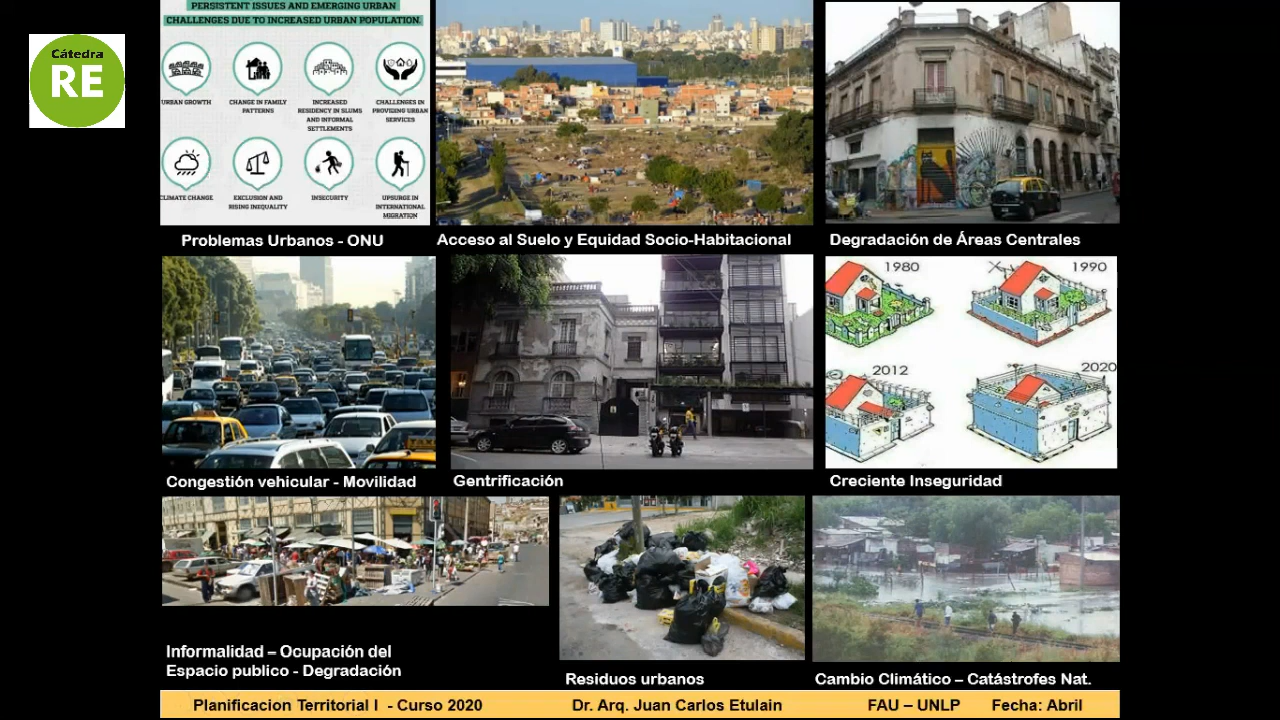 Cátedra
RE
PERSISTENT ISSUES AND EMERGING URBAN
CHALLENGES DUE TO INCREASED URBAN POPULATION.
URBAN GROWTH
CHANGE IN FAMILY
PATTERNS
INCREASED
RESIDENCY IN SLUMS
AND INFORMAL
SETTLEMENTS
CHALLENGES IN
PROVIDING URBAN
SERVICES
CLIMATE CHANGE
EXCLUSION AND
RISING INEQUALITY
INSECURITY
UPSURGE IN
INTERNATIONAL
MIGRATION
Problemas Urbanos - ONU
Acceso al Suelo y Equidad Socio-Habitacional
Degradación de Áreas Centrales
1980
1990
2012
2020
Congestión vehicular - Movilidad
Gentrificación
Creciente Inseguridad
Informalidad – Ocupación del
Espacio publico - Degradación
Residuos urbanos
Cambio Climático – Catástrofes Nat.
Planificacion Territorial I - Curso 2020
Dr. Arq. Juan Carlos Etulain
FAU – UNLP
Fecha: Abril